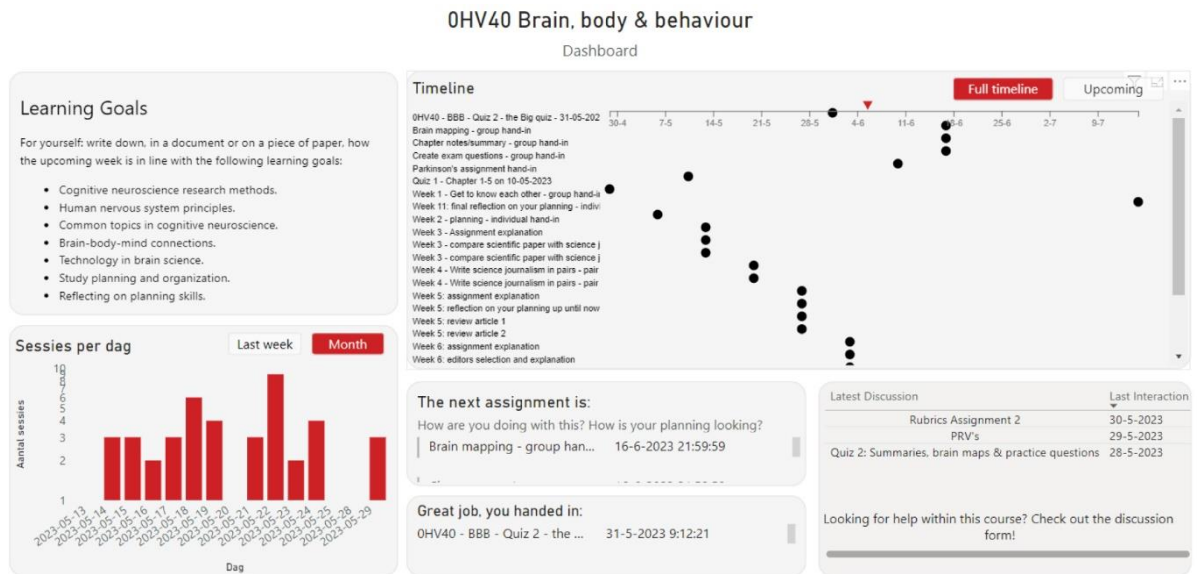 0HV40 Brain, body & behaviour
Dashboard
Learning Goals
For yourself: write down, in a document or on a piece of paper, how
the upcoming week is in line with the following learning goals:
• Cognitive neuroscience research methods.
• Human nervous system principles.
• Common topics in cognitive neuroscience.
• Brain-body-mind connections.
• Technology in brain science.
• Study planning and organization.
• Reflecting on planning skills.
Timeline
Full timeline
Upcoming
30-4 7-5 14-5 21-5 28-5 4-6 11-6 25-6 2-7 9-7
0HV40 - BBB - Quiz 2 - the Big quiz - 31-05-202
Brain mapping - group hand-in
Chapter notes/summary - group hand-in
Create exam questions - group hand-in
Parkinson's assignment hand-in
Quiz 1 - Chapter 1-5 on 10-05-2023
Week 1 - Get to know each other - group hand-i
Week 11: final reflection on your planning - indivi
Week 2 - planning - individual hand-in
Week 3 - Assignment explanation
Week 3 - compare scientific paper with science j
Week 3 - compare scientific paper with science j
Week 4 - Write science journalism in pairs - pair
Week 4 - Write science journalism in pairs - pair
Week 5: assignment explanation
Week 5: reflection on your planning up until now
Week 5: review article 1
Week 5: review article 2
Week 6: assignment explanation
Week 6: editors selection and explanation
Sessies per dag
Last week
Month
Aantal sessies
10
9
8
7
6
5
4
3
2
1
2023-05-13
2023-05-14
2023-05-15
2023-05-16
2023-05-17
2023-05-18
2023-05-19
2023-05-20
2023-05-21
2023-05-22
2023-05-23
2023-05-24
2023-05-25
2023-05-28
2023-05-29
Dag
The next assignment is:
How are you doing with this? How is your planning looking?
Brain mapping - group han... 16-6-2023 21:59:59
Great job, you handed in:
0HV40 - BBB - Quiz 2 - the ... 31-5-2023 9:12:21
Latest Discussion Last Interaction
Rubrics Assignment 2 30-5-2023
PRV's 29-5-2023
Quiz 2: Summaries, brain maps & practice questions 28-5-2023
Looking for help within this course? Check out the discussion
form!